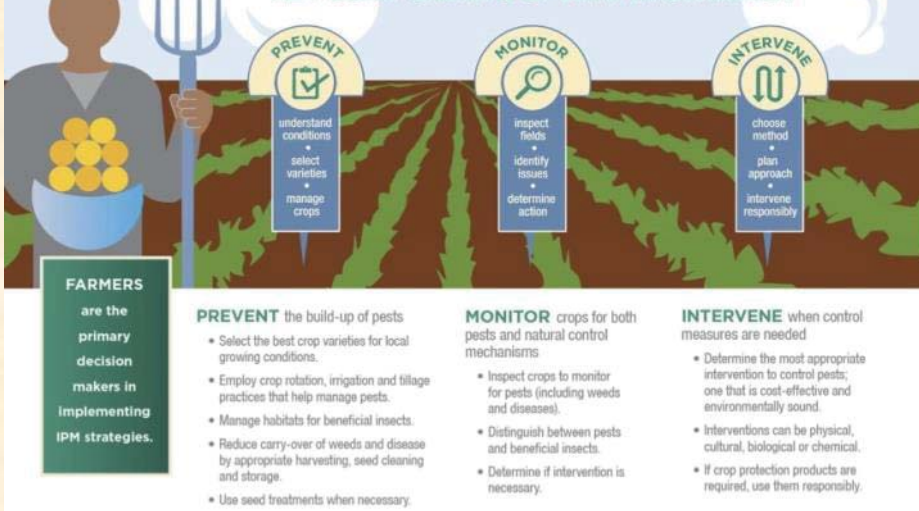 PREVENT
understand
conditions
•
select
varieties
•
manage
crops
MONITOR
inspect
fields
•
identify
issues
•
determine
action
INTERVENE
choose
method
•
plan
approach
•
intervene
responsibly
FARMERS
are the
primary
decision
makers in
implementing
IPM strategies.
PREVENT the build-up of pests
• Select the best crop varieties for local
growing conditions.
• Employ crop rotation, irrigation and tillage
practices that help manage pests.
• Manage habitats for beneficial insects.
• Reduce carry-over of weeds and disease
by appropriate harvesting, seed cleaning
and storage.
• Use seed treatments when necessary.
MONITOR crops for both
pests and natural control
mechanisms
• Inspect crops to monitor
for pests (including weeds
and diseases).
• Distinguish between pests
and beneficial insects.
• Determine if intervention is
necessary.
INTERVENE when control
measures are needed
• Determine the most appropriate
intervention to control pests;
one that is cost-effective and
environmentally sound.
• Interventions can be physical,
cultural, biological or chemical.
• If crop protection products are
required, use them responsibly.